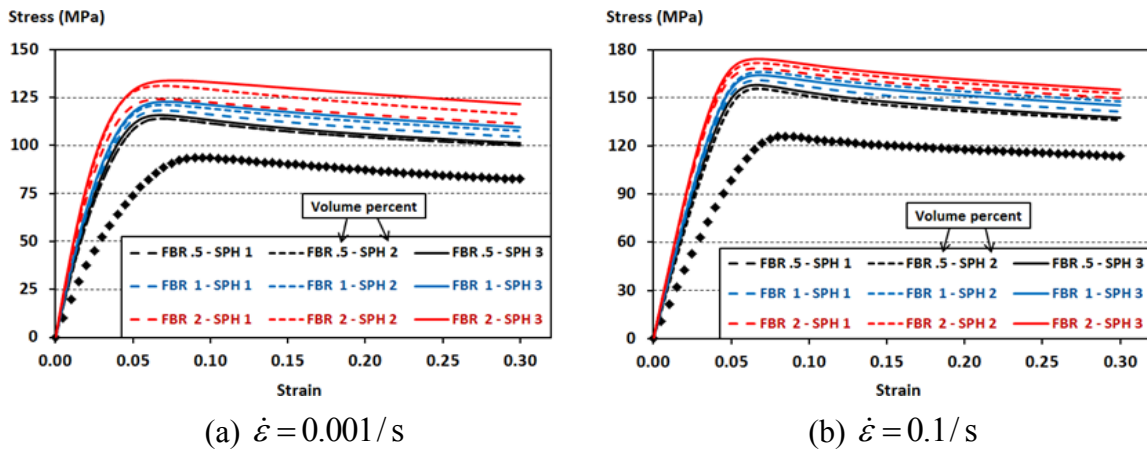 Stress (MPa)
150
125
100
75
50
25
0
0.00 0.05 0.10 0.15 0.20 0.25 0.30
Strain
Volume percent
FBR .5 - SPH 1 FBR .5 - SPH 2 FBR .5 - SPH 3
FBR 1 - SPH 1 FBR 1 - SPH 2 FBR 1 - SPH 3
FBR 2 - SPH 1 FBR 2 - SPH 2 FBR 2 - SPH 3
(a) ε̇ = 0.001/s
Stress (MPa)
180
150
120
90
60
30
0
0.00 0.05 0.10 0.15 0.20 0.25 0.30
Strain
Volume percent
FBR .5 - SPH 1 FBR .5 - SPH 2 FBR .5 - SPH 3
FBR 1 - SPH 1 FBR 1 - SPH 2 FBR 1 - SPH 3
FBR 2 - SPH 1 FBR 2 - SPH 2 FBR 2 - SPH 3
(b) ε̇ = 0.1/s